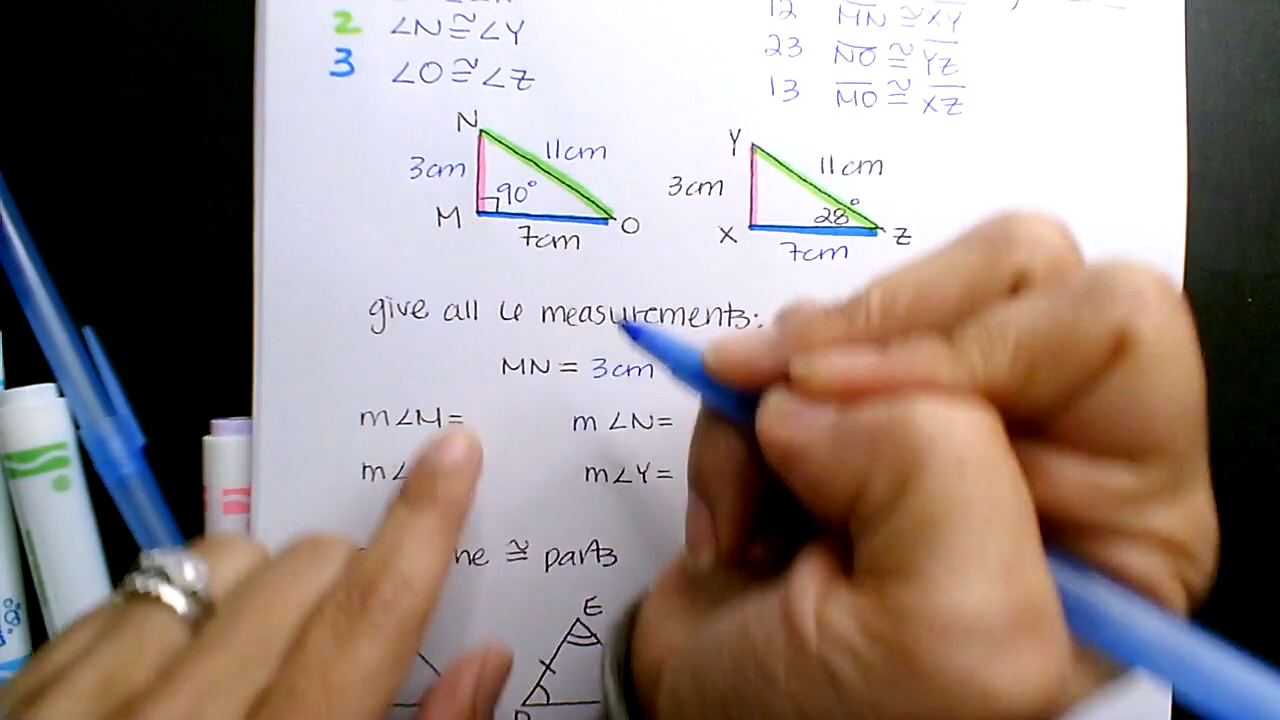 12 MN ≅ XY
2 ∠N ≅ ∠Y
23 NO ≅ YZ
3 ∠O ≅ ∠Z
13 MO ≅ XZ
N
11cm
3cm
90°
M
O
7cm
Y
11cm
3cm
28°
X
Z
7cm
give all 6 measurements:
MN = 3cm
m∠M= m∠N=
m∠ m∠Y=
≅ parts
E